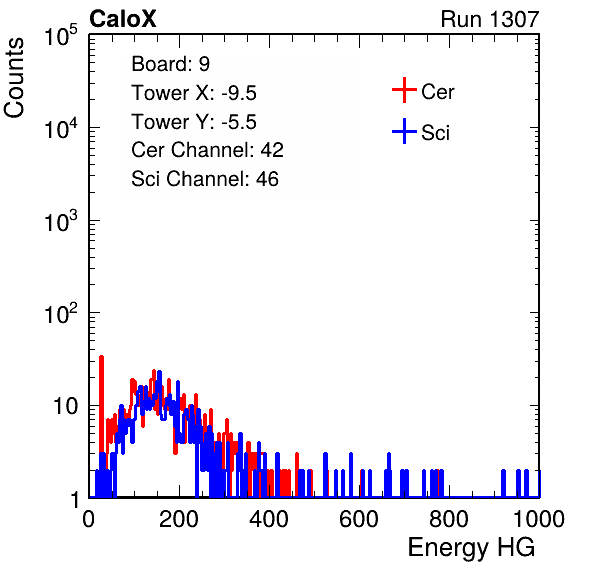 CaloX Run 1307
Counts
10^5
10^4
10^3
10^2
10
1
Board: 9
Tower X: -9.5
Tower Y: -5.5
Cer Channel: 42
Sci Channel: 46
Cer
Sci
0 200 400 600 800 1000
Energy HG